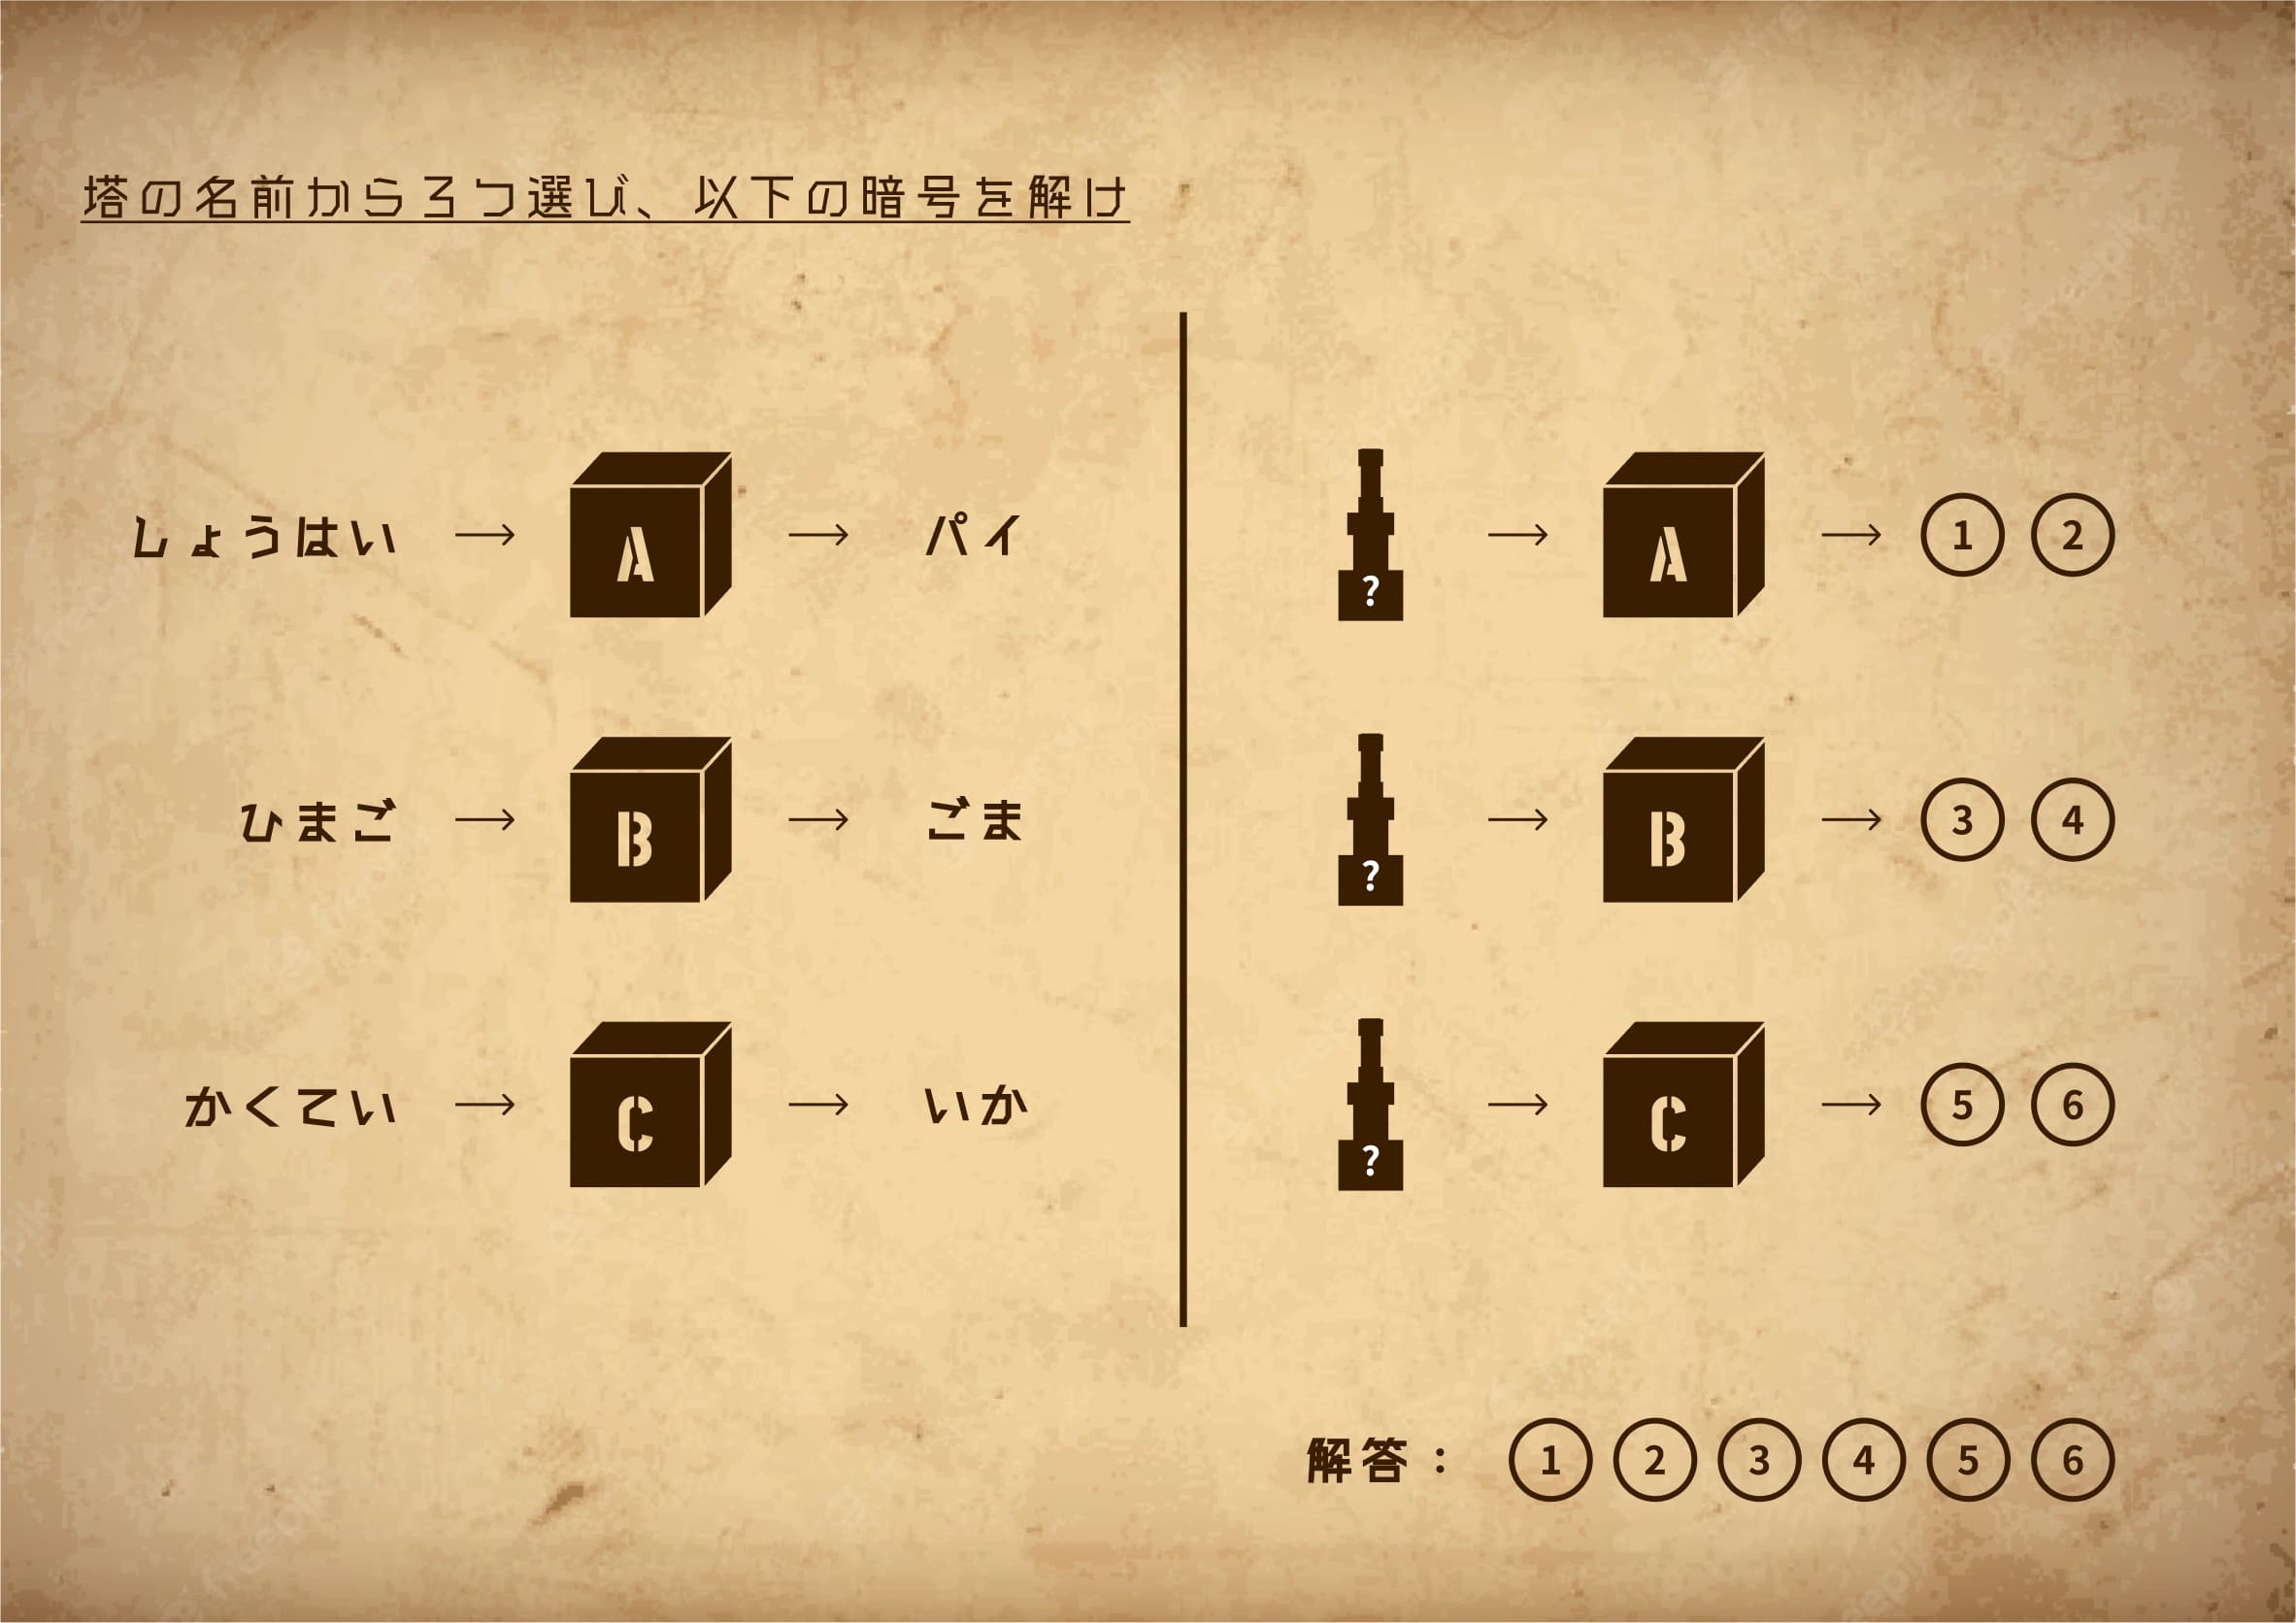 塔の名前から3つ選び、以下の暗号を解け
しょうはい → A → パイ
? → A → 1 2
ひまご → B → ごま
? → B → 3 4
かくてい → C → いか
? → C → 5 6
解答： 1 2 3 4 5 6